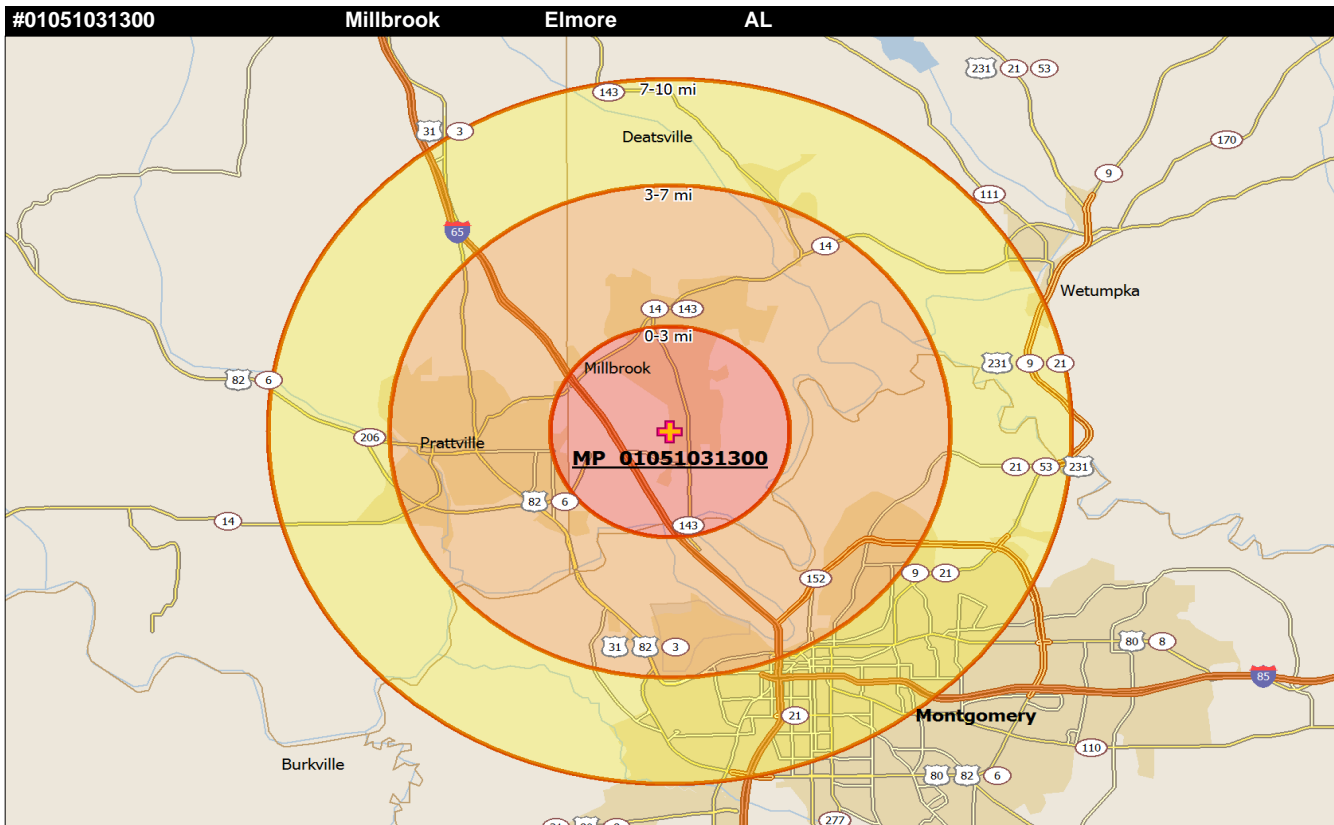 #01051031300 Millbrook Elmore AL
7-10 mi
143
231 21 53
31 3
Deatsville
170
9
111
3-7 mi
65
14
Wetumpka
14 143
0-3 mi
Millbrook
231 9 21
82 6
206
Prattville
MP 01051031300
21 53 231
82 6
14
143
152
9 21
31 82 3
80 8
85
21
Montgomery
110
Burkville
80 82 6
277